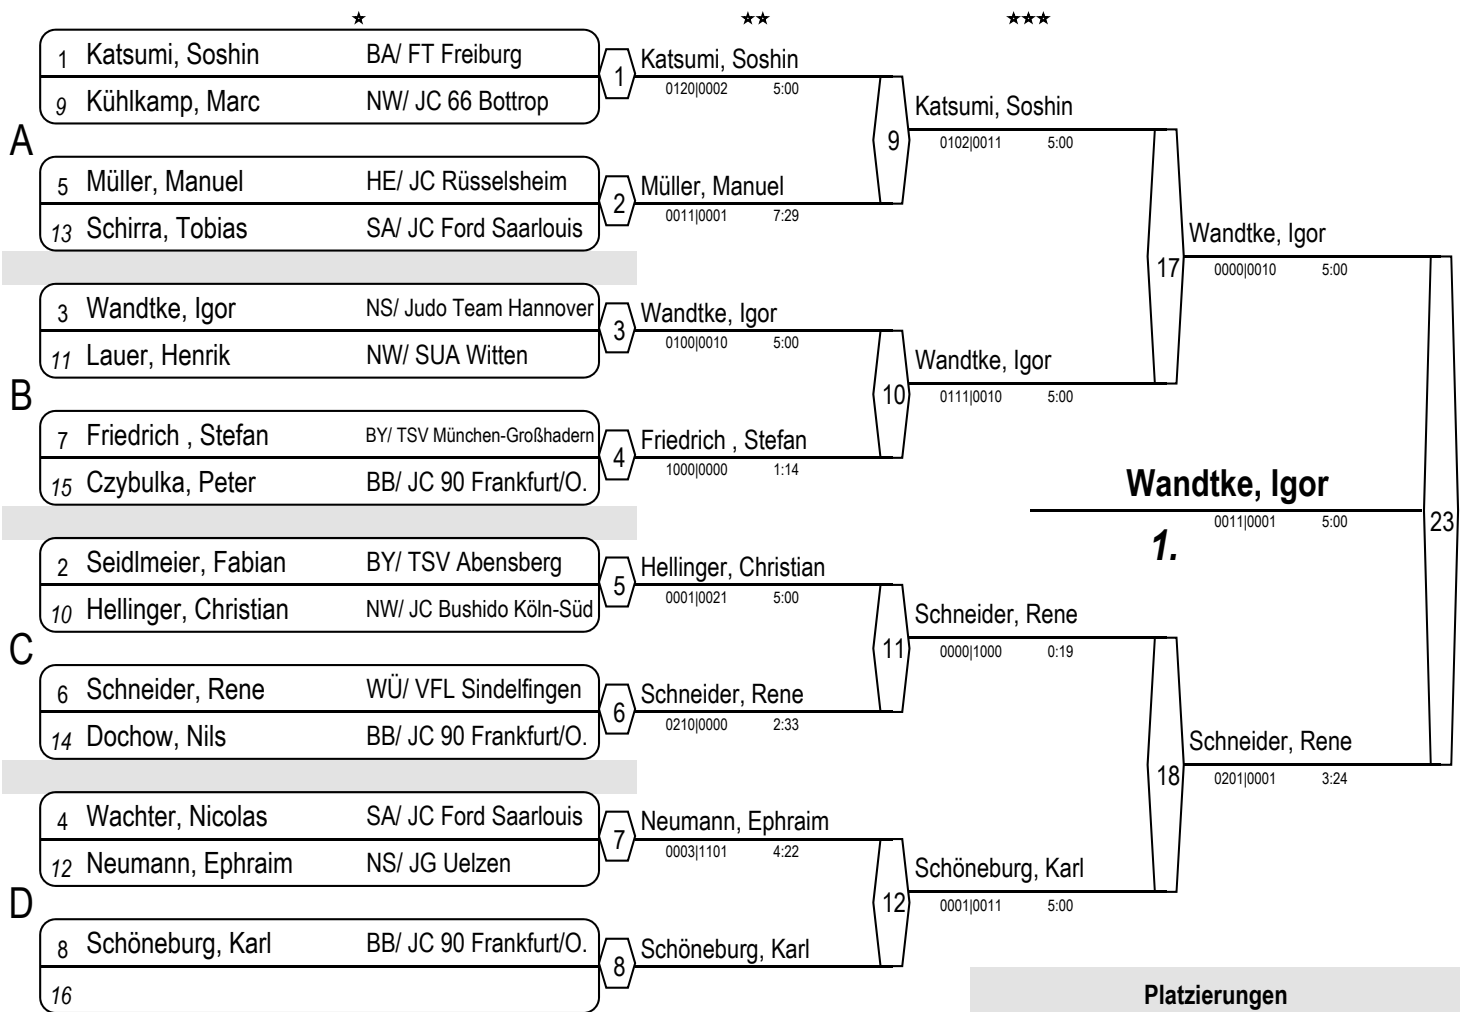 ★ ★★ ★★★
A
1 Katsumi, Soshin BA/ FT Freiburg
9 Kühlkamp, Marc NW/ JC 66 Bottrop
5 Müller, Manuel HE/ JC Rüsselsheim
13 Schirra, Tobias SA/ JC Ford Saarlouis
B
3 Wandtke, Igor NS/ Judo Team Hannover
11 Lauer, Henrik NW/ SUA Witten
7 Friedrich , Stefan BY/ TSV München-Großhadern
15 Czybulka, Peter BB/ JC 90 Frankfurt/O.
C
2 Seidlmeier, Fabian BY/ TSV Abensberg
10 Hellinger, Christian NW/ JC Bushido Köln-Süd
6 Schneider, Rene WÜ/ VFL Sindelfingen
14 Dochow, Nils BB/ JC 90 Frankfurt/O.
D
4 Wachter, Nicolas SA/ JC Ford Saarlouis
12 Neumann, Ephraim NS/ JG Uelzen
8 Schöneburg, Karl BB/ JC 90 Frankfurt/O.
16
1 Katsumi, Soshin
0120|0002 5:00
2 Müller, Manuel
0011|0001 7:29
3 Wandtke, Igor
0100|0010 5:00
4 Friedrich , Stefan
1000|0000 1:14
5 Hellinger, Christian
0001|0021 5:00
6 Schneider, Rene
0210|0000 2:33
7 Neumann, Ephraim
0003|1101 4:22
8 Schöneburg, Karl
9 Katsumi, Soshin
0102|0011 5:00
10 Wandtke, Igor
0111|0010 5:00
11 Schneider, Rene
0000|1000 0:19
12 Schöneburg, Karl
0001|0011 5:00
17 Wandtke, Igor
0000|0010 5:00
18 Schneider, Rene
0201|0001 3:24
23
Wandtke, Igor
0011|0001 5:00
1.
Platzierungen